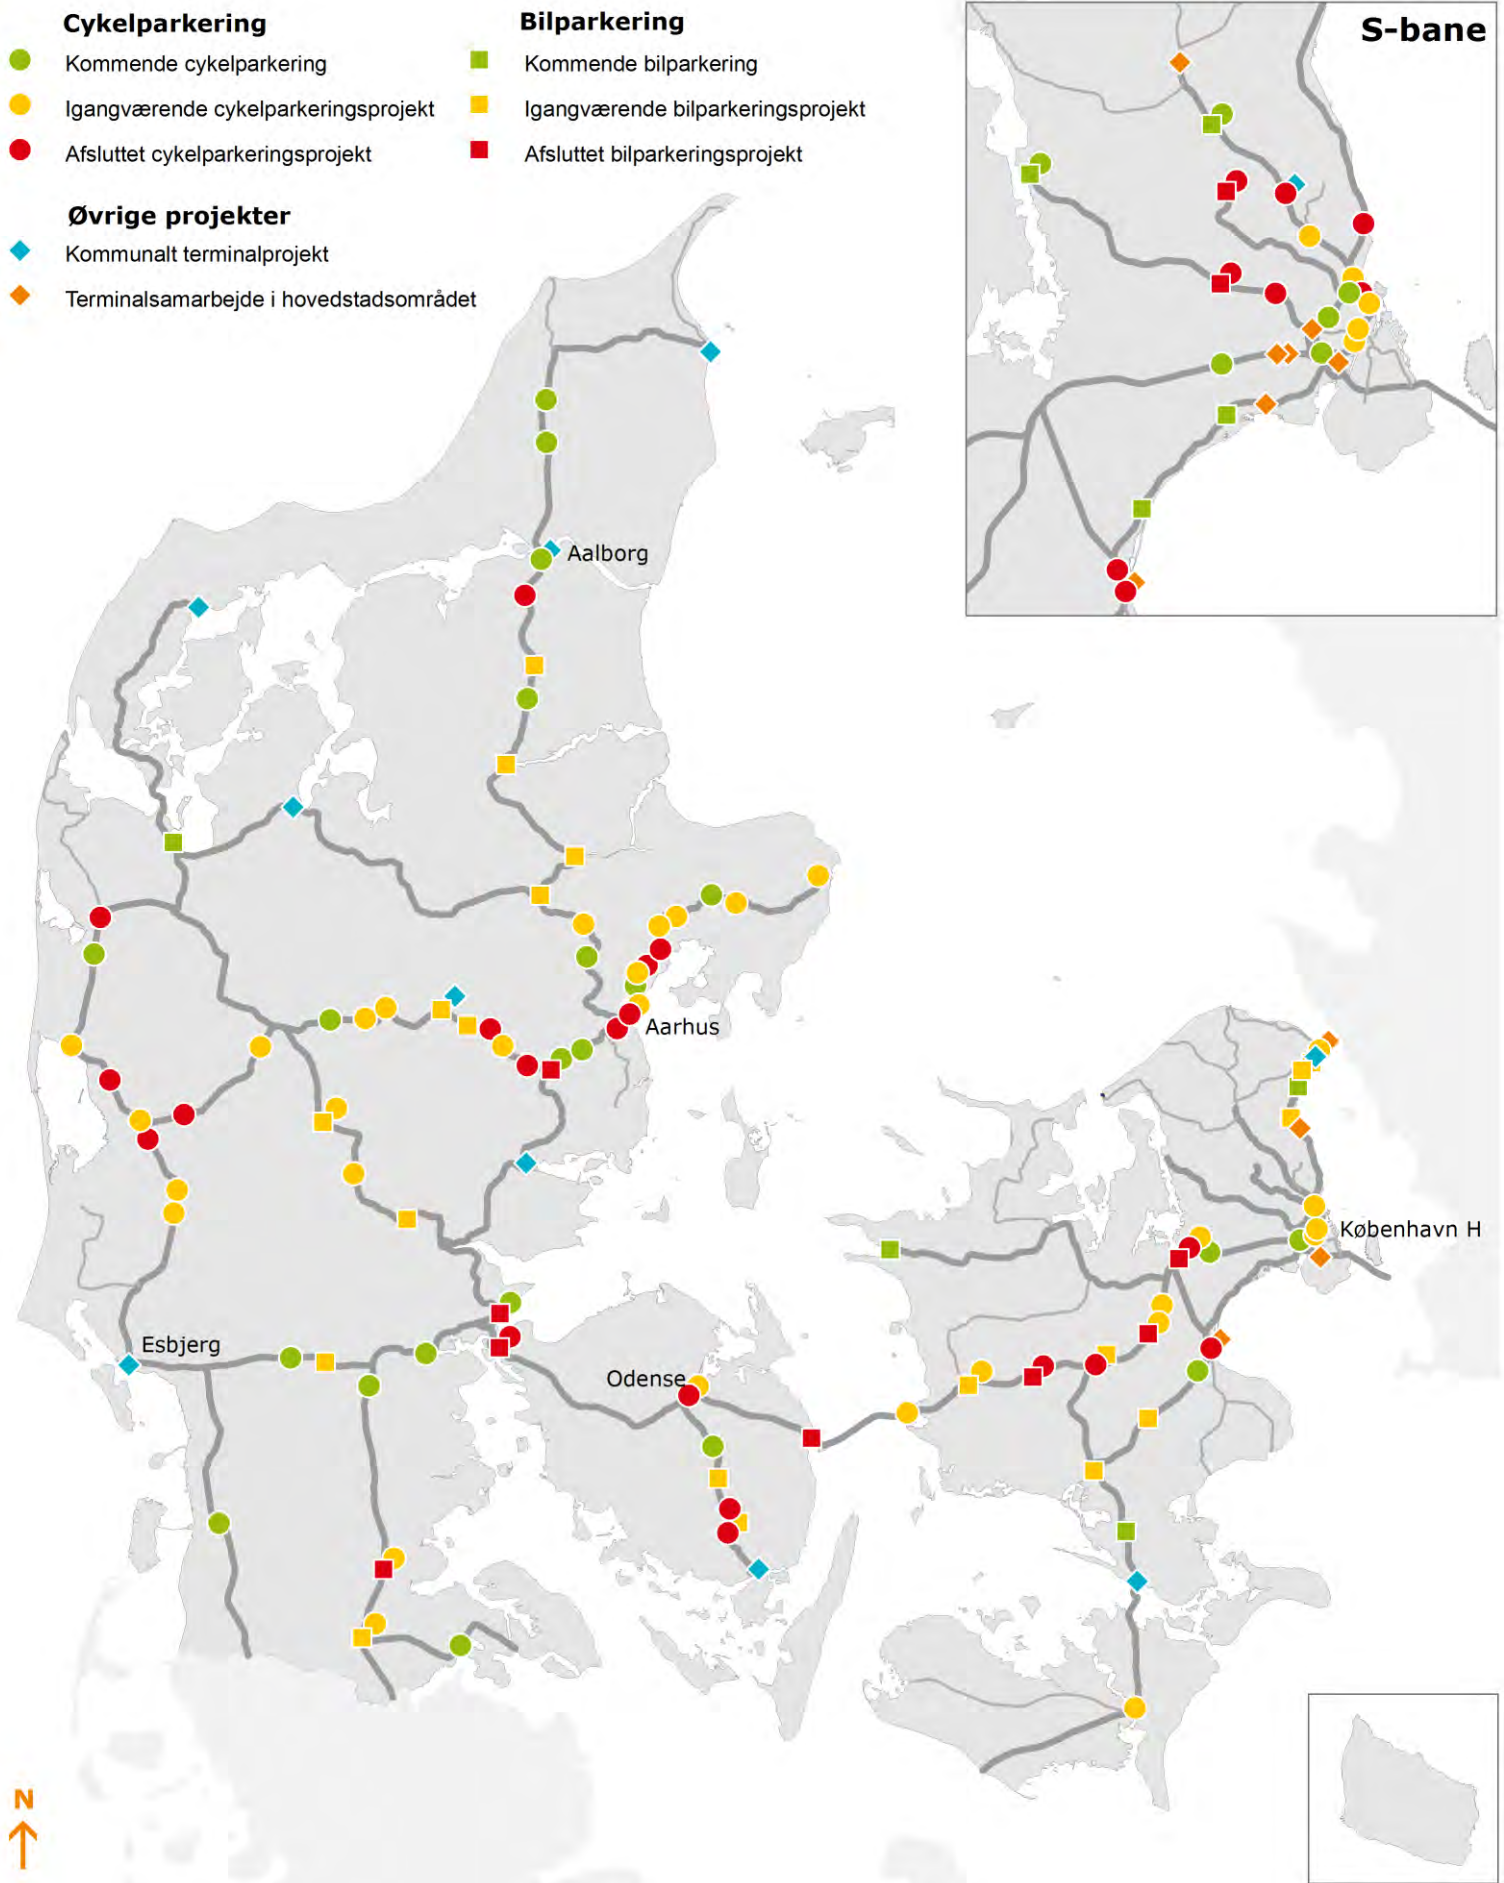 Cykelparkering
Kommende cykelparkering
Igangværende cykelparkeringsprojekt
Afsluttet cykelparkeringsprojekt
Bilparkering
Kommende bilparkering
Igangværende bilparkeringsprojekt
Afsluttet bilparkeringsprojekt
Øvrige projekter
Kommunalt terminalprojekt
Terminalsamarbejde i hovedstadsområdet
S-bane
Aalborg
Aarhus
København H
Esbjerg
Odense
N